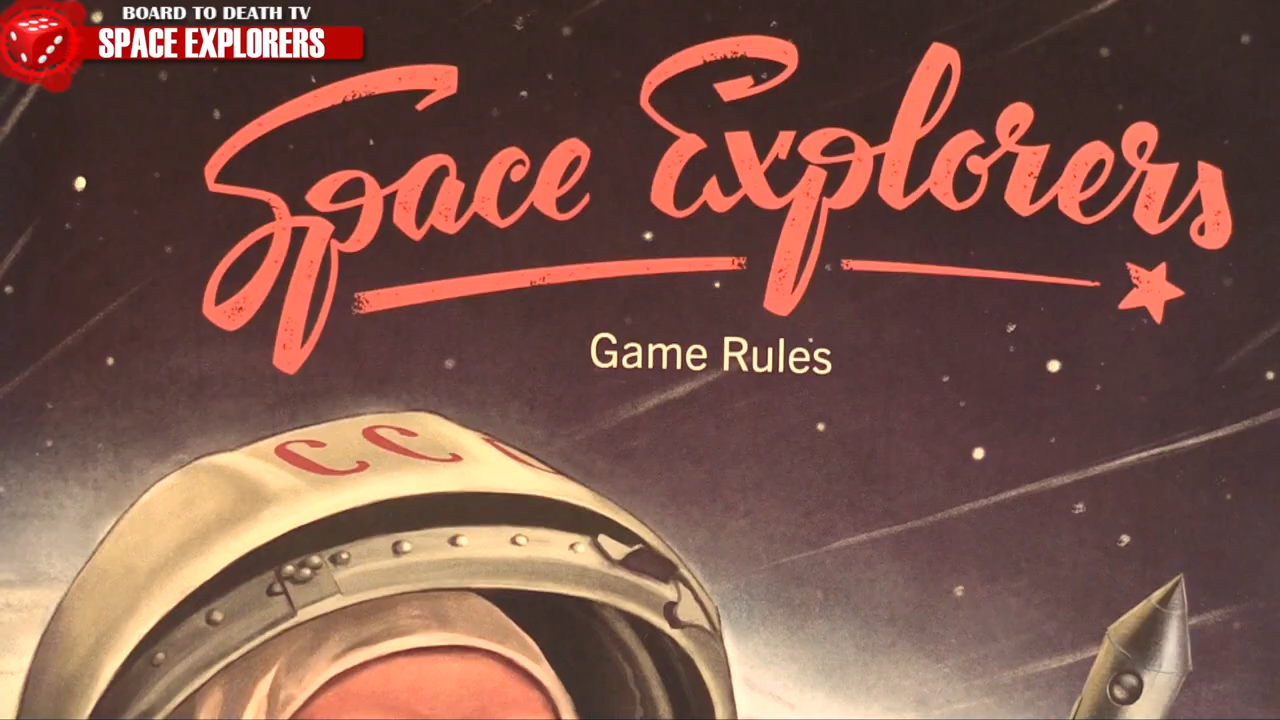 BOARD TO DEATH TV
SPACE EXPLORERS
Space Explorers
Game Rules
CCC